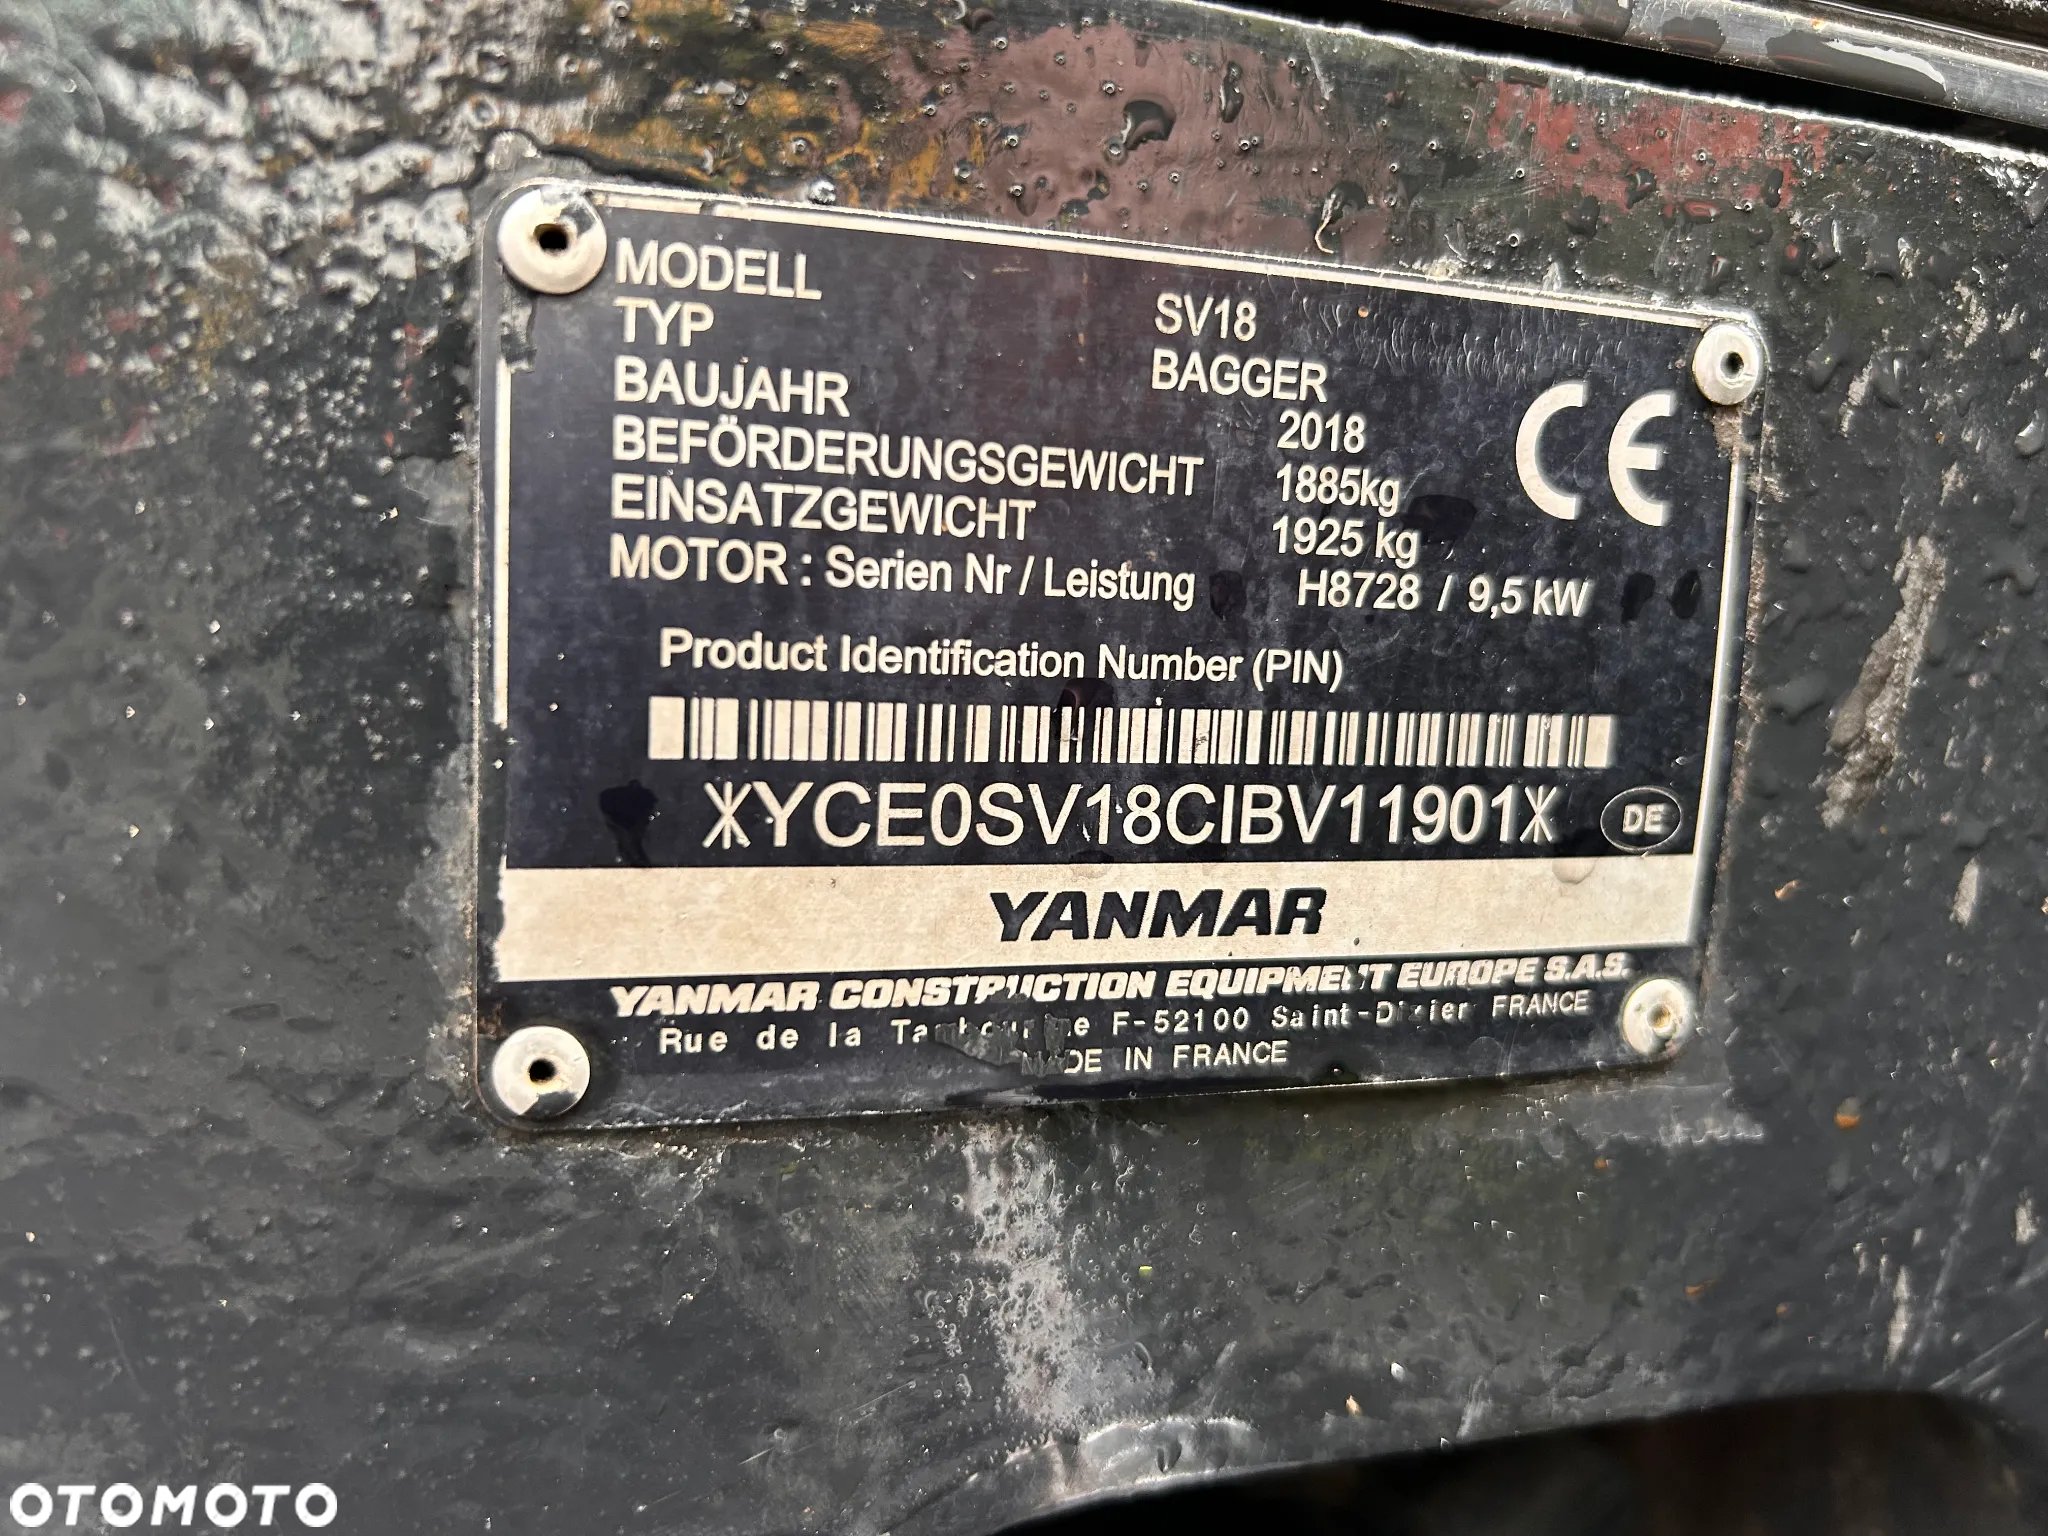 MODELL SV18
TYP BAGGER
BAUJAHR 2018
BEFÖRDERUNGSGEWICHT 1885kg
EINSATZGEWICHT 1925 kg
MOTOR : Serien Nr / Leistung H8728 / 9,5 kW
Product Identification Number (PIN)
*YCE0SV18CIBV11901*
DE
CE
YANMAR
YANMAR CONSTRUCTION EQUIPMENT EUROPE S.A.S.
Rue de la F-52100 Saint-Dizier FRANCE
MADE IN FRANCE
OTOMOTO